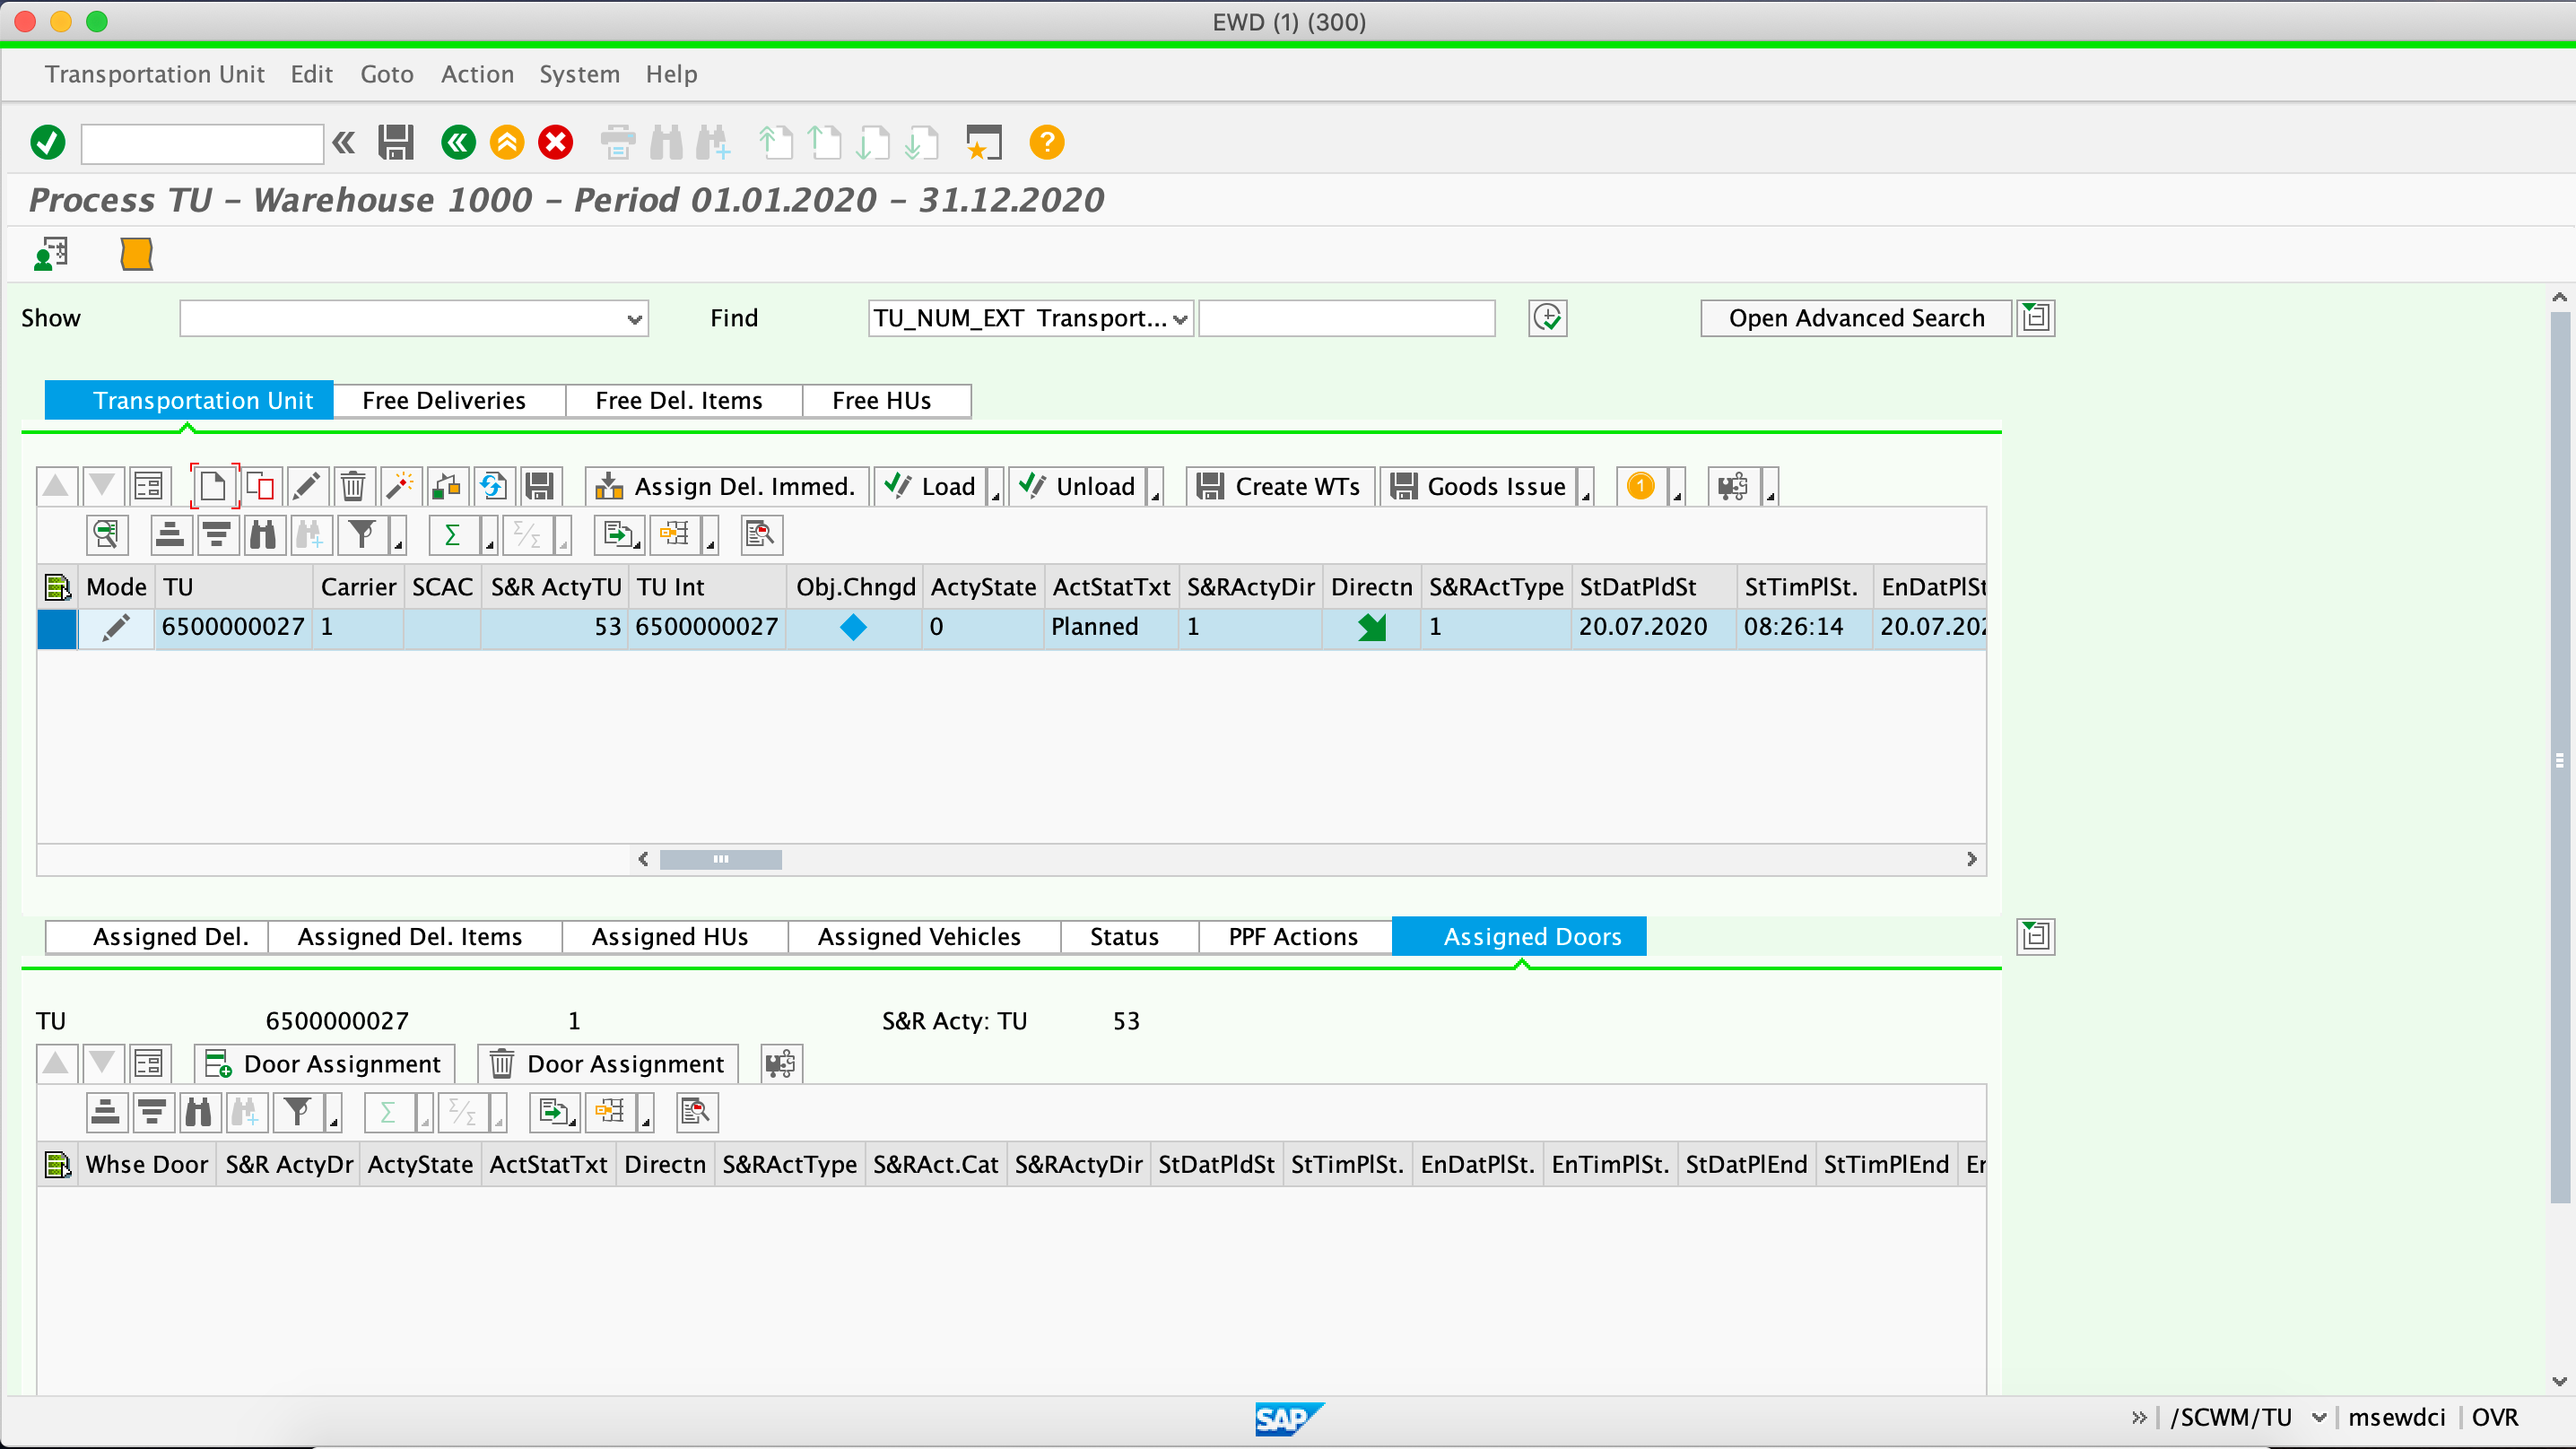 EWD (1) (300)
Transportation Unit Edit Goto Action System Help
Process TU - Warehouse 1000 - Period 01.01.2020 - 31.12.2020
Show Find TU_NUM_EXT Transport... Open Advanced Search
Transportation Unit Free Deliveries Free Del. Items Free HUs
Assign Del. Immed. Load Unload Create WTs Goods Issue 1
Mode TU Carrier SCAC S&R ActyTU TU Int Obj.Chngd ActyState ActStatTxt S&RActyDir Directn S&RActType StDatPldSt StTimPlSt. EnDatPlSt
6500000027 1 53 6500000027 0 Planned 1 1 20.07.2020 08:26:14 20.07.202
Assigned Del. Assigned Del. Items Assigned HUs Assigned Vehicles Status PPF Actions Assigned Doors
TU 6500000027 1 S&R Acty: TU 53
Door Assignment Door Assignment
Whse Door S&R ActyDr ActyState ActStatTxt Directn S&RActType S&RAct.Cat S&RActyDir StDatPldSt StTimPlSt. EnDatPlSt. EnTimPlSt. StDatPlEnd StTimPlEnd Er
SAP /SCWM/TU msewdci OVR